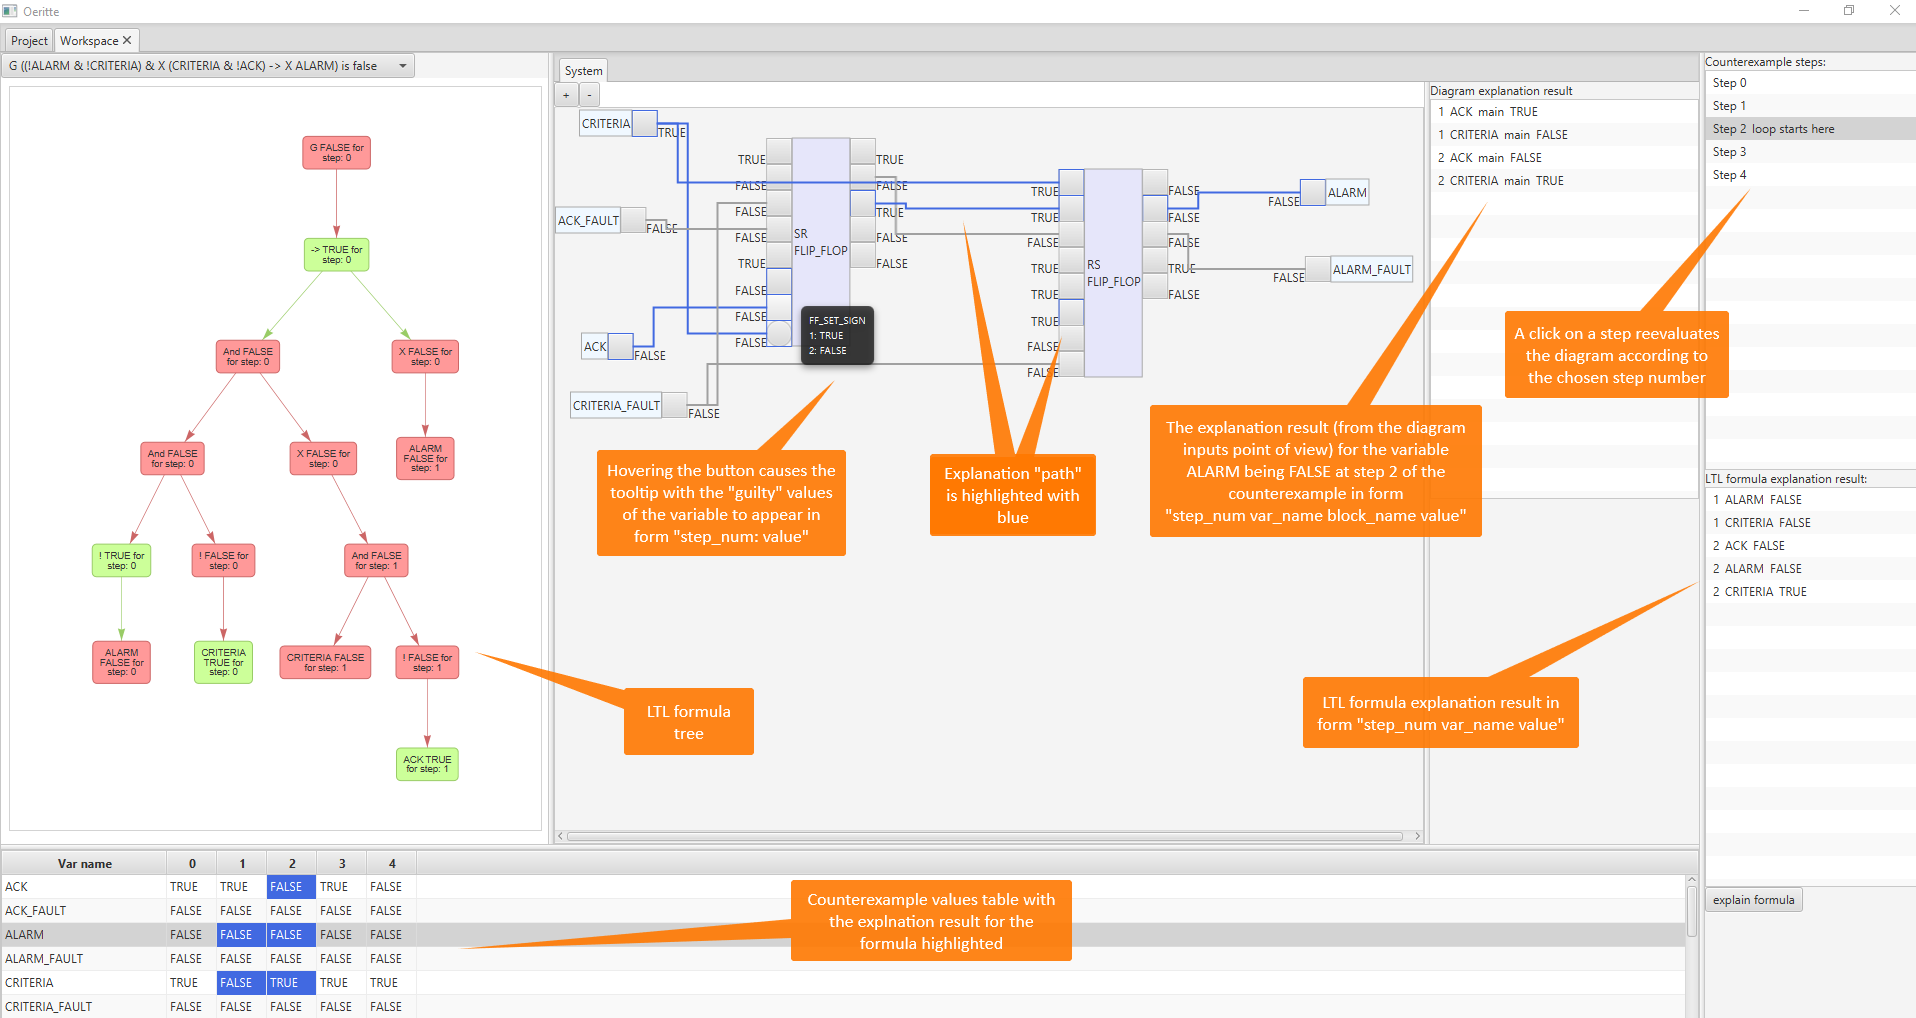 Oeritte
Project
Workspace
G ((!ALARM & !CRITERIA) & X (CRITERIA & !ACK) -> X ALARM) is false
G FALSE for
step: 0
-> TRUE for
step: 0
And FALSE
for step: 0
X FALSE for
step: 0
And FALSE
for step: 0
X FALSE for
step: 0
ALARM
FALSE for
step: 1
! TRUE for
step: 0
! FALSE for
step: 0
And FALSE
for step: 1
ALARM
FALSE for
step: 0
CRITERIA
TRUE for
step: 0
CRITERIA FALSE
for step: 1
! FALSE for
step: 1
ACK TRUE
for step: 1
LTL formula
tree
System
+ -
CRITERIA
TRUE
ACK_FAULT
FALSE
ACK
FALSE
CRITERIA_FAULT
FALSE
TRUE
FALSE
FALSE
FALSE
TRUE
FALSE
FALSE
FALSE
SR
FLIP_FLOP
TRUE
FALSE
TRUE
FALSE
FALSE
FF_SET_SIGN
1: TRUE
2: FALSE
TRUE
TRUE
FALSE
TRUE
TRUE
TRUE
FALSE
FALSE
RS
FLIP_FLOP
FALSE
FALSE
FALSE
TRUE
FALSE
FALSE
ALARM
FALSE
ALARM_FAULT
Hovering the button causes the
tooltip with the "guilty" values
of the variable to appear in
form "step_num: value"
Explanation "path"
is highlighted with
blue
Diagram explanation result
1 ACK main TRUE
1 CRITERIA main FALSE
2 ACK main FALSE
2 CRITERIA main TRUE
The explanation result (from the diagram
inputs point of view) for the variable
ALARM being FALSE at step 2 of the
counterexample in form
"step_num var_name block_name value"
Counterexample steps:
Step 0
Step 1
Step 2 loop starts here
Step 3
Step 4
A click on a step reevaluates
the diagram according to
the chosen step number
LTL formula explanation result:
1 ALARM FALSE
1 CRITERIA FALSE
2 ACK FALSE
2 ALARM FALSE
2 CRITERIA TRUE
LTL formula explanation result in
form "step_num var_name value"
explain formula
Var name 0 1 2 3 4
ACK TRUE TRUE FALSE TRUE FALSE
ACK_FAULT FALSE FALSE FALSE FALSE FALSE
ALARM FALSE FALSE FALSE FALSE FALSE
ALARM_FAULT FALSE FALSE FALSE FALSE FALSE
CRITERIA TRUE FALSE TRUE TRUE TRUE
CRITERIA_FAULT FALSE FALSE FALSE FALSE FALSE
Counterexample values table with
the explnation result for the
formula highlighted